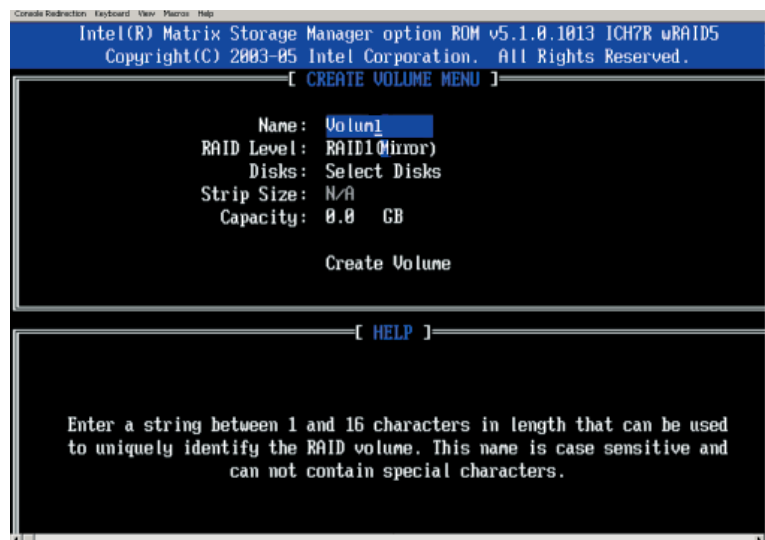 Console Redirection Keyboard View Macros Help
Intel(R) Matrix Storage Manager option ROM v5.1.0.1013 ICH7R wRAID5
Copyright(C) 2003-05 Intel Corporation. All Rights Reserved.
[ CREATE VOLUME MENU ]
Name: Volum1
RAID Level: RAID1(Mirror)
Disks: Select Disks
Strip Size: N/A
Capacity: 0.0 GB
Create Volume
[ HELP ]
Enter a string between 1 and 16 characters in length that can be used
to uniquely identify the RAID volume. This name is case sensitive and
can not contain special characters.